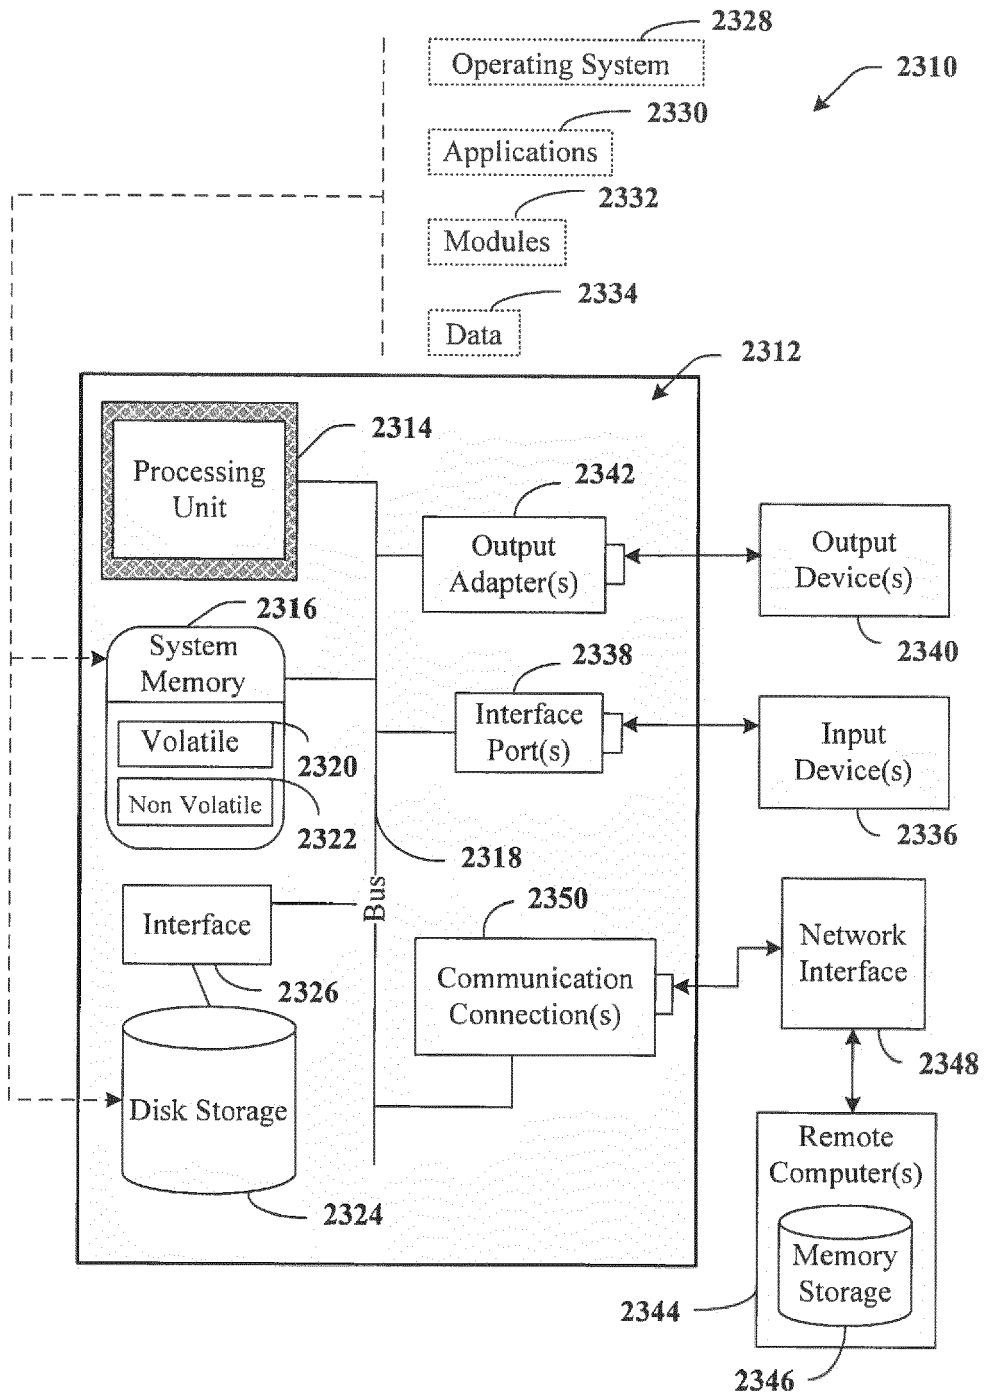 2328
Operating System
2310
2330
Applications
2332
Modules
2334
Data
2312
2314
Processing
Unit
2342
Output
Adapter(s)
Output
Device(s)
2340
2316
System
Memory
Volatile
2320
Non Volatile
2322
2338
Interface
Port(s)
Input
Device(s)
2336
2318
Bus
2350
Interface
2326
Communication
Connection(s)
Network
Interface
2348
Disk Storage
2324
Remote
Computer(s)
Memory
Storage
2344
2346